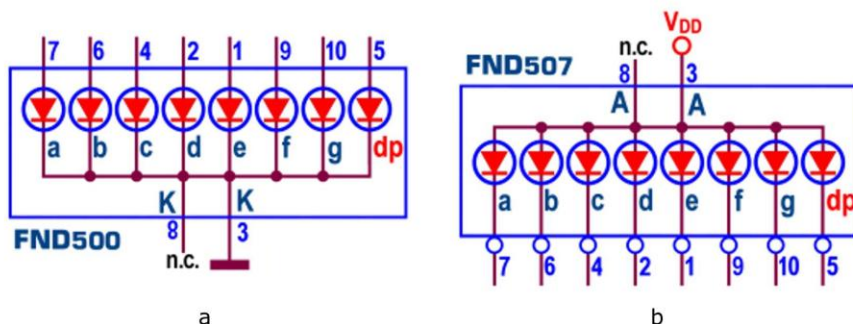 7 6 4 2 1 9 10 5
a b c d e f g dp
K K
FND500
8 3
n.c.
a
V_DD
n.c.
FND507
8 3
A A
a b c d e f g dp
7 6 4 2 1 9 10 5
b